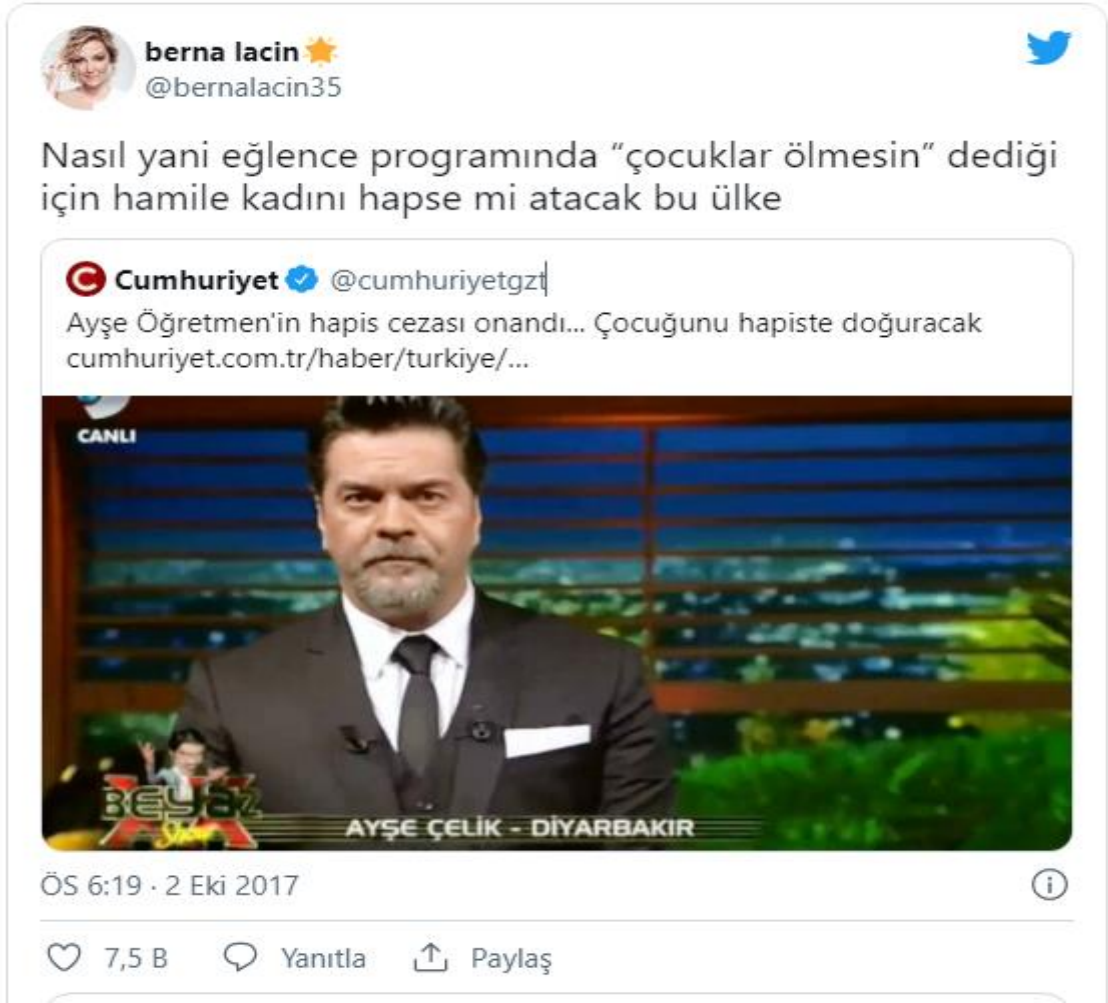 berna lacin
@bernalacin35
Nasıl yani eğlence programında “çocuklar ölmesin” dediği
için hamile kadını hapse mi atacak bu ülke
Cumhuriyet @cumhuriyetgzt
Ayşe Öğretmen'in hapis cezası onandı... Çocuğunu hapiste doğuracak
cumhuriyet.com.tr/haber/turkiye/...
CANLI
BEYAZ
Show
AYŞE ÇELİK - DİYARBAKIR
ÖS 6:19 · 2 Eki 2017
7,5 B Yanıtla Paylaş